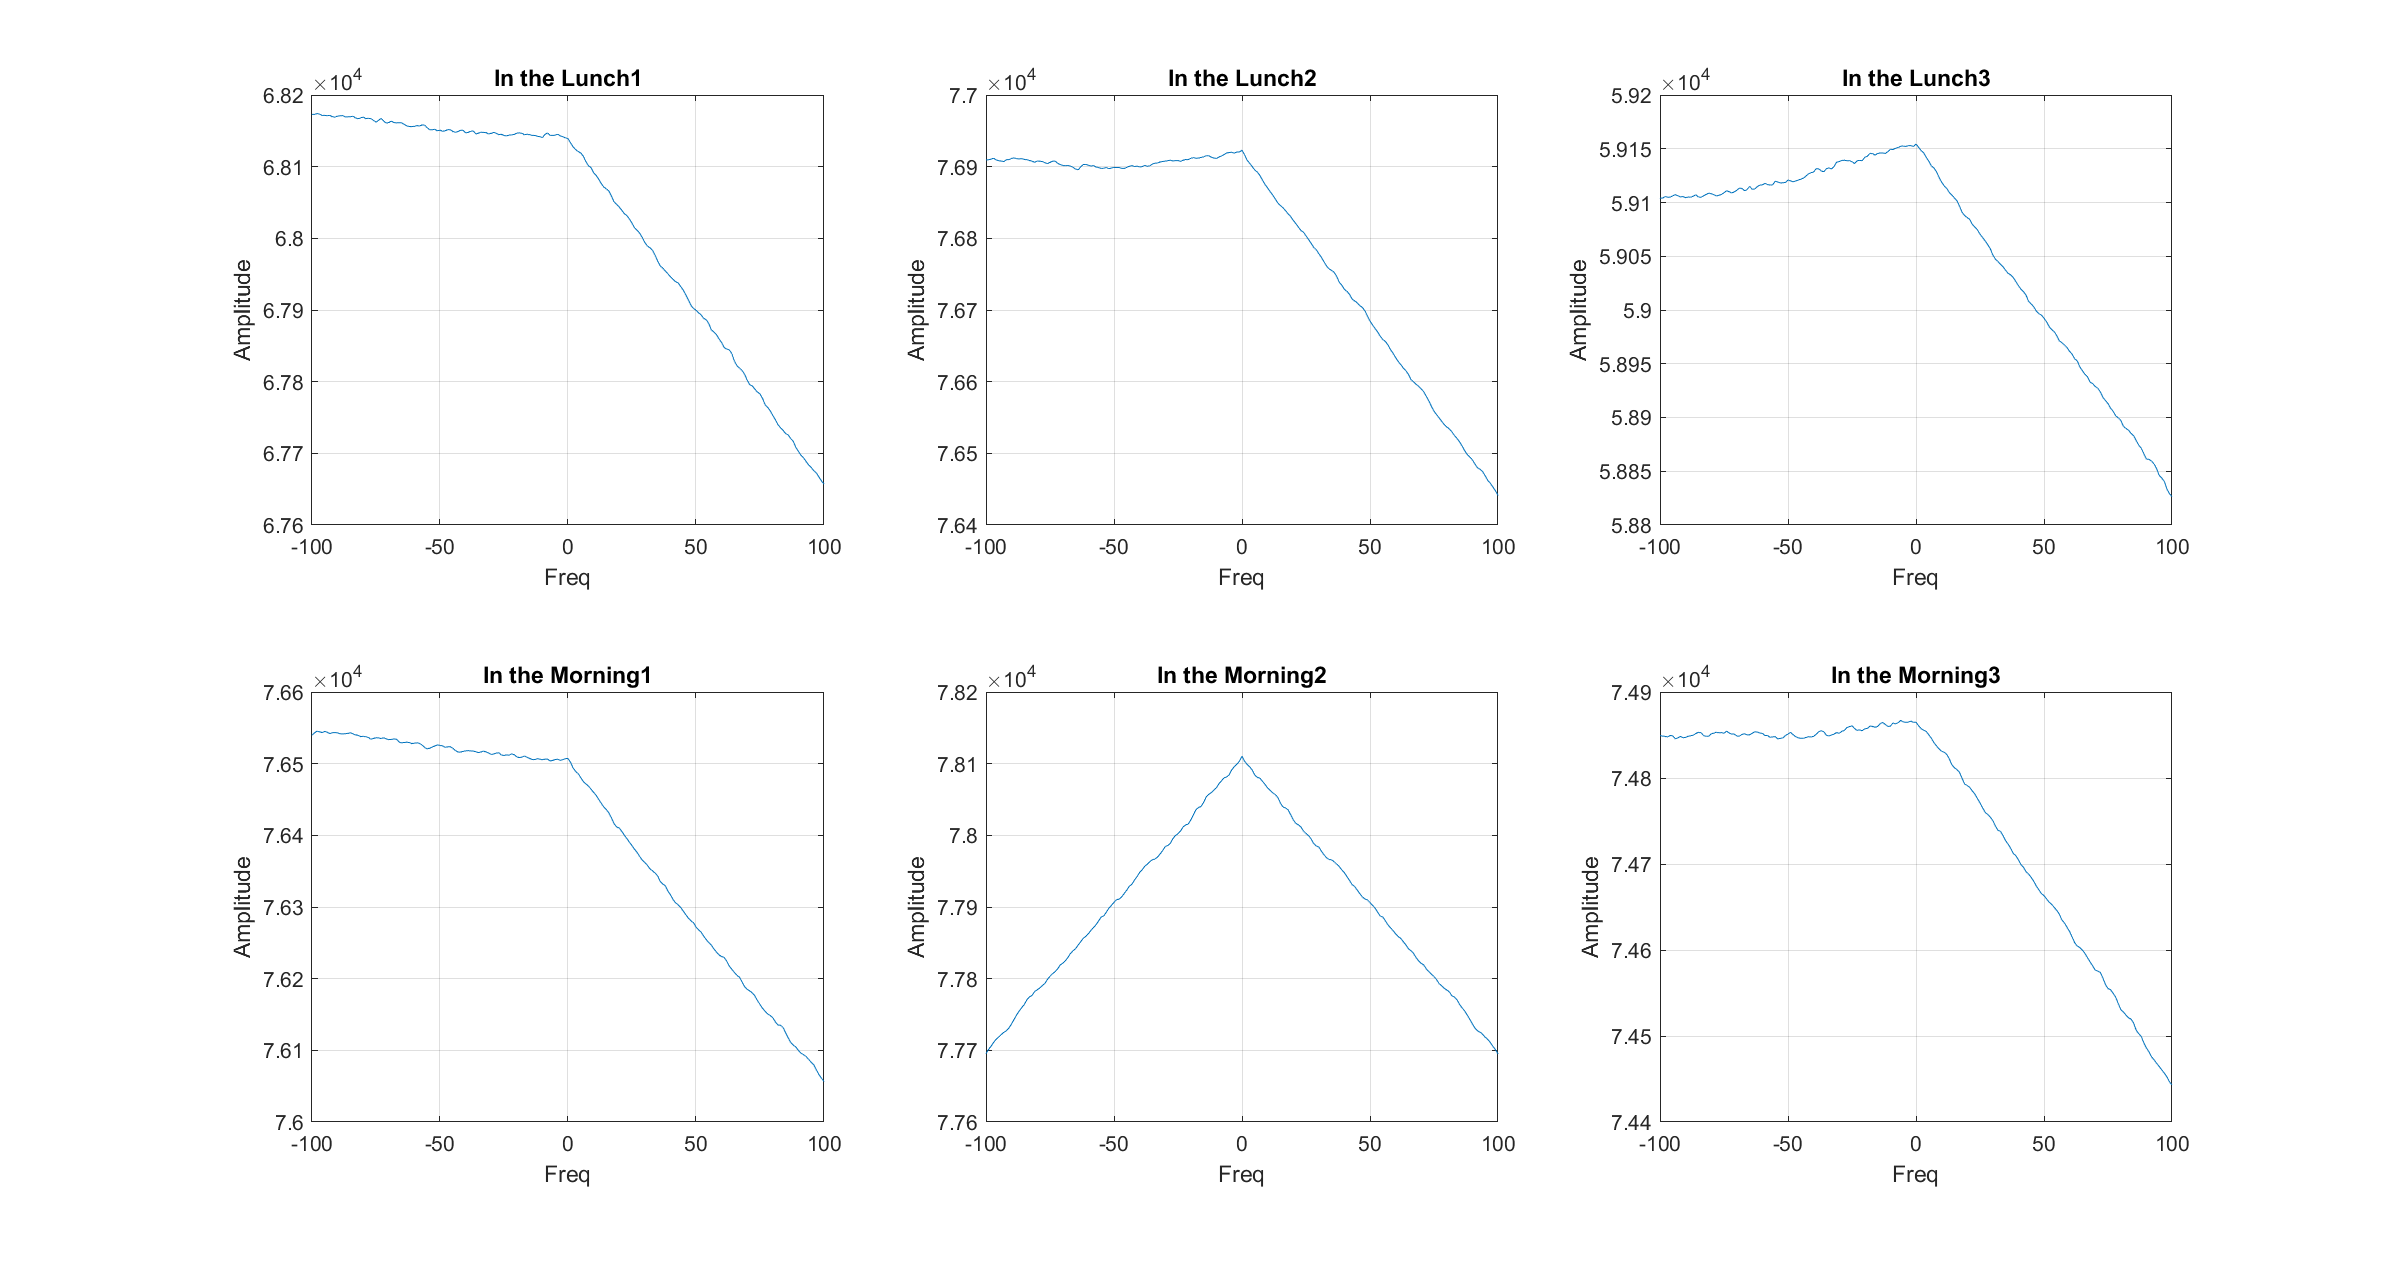 In the Lunch1
×10^4
6.82
6.81
6.8
6.79
6.78
6.77
6.76
Amplitude
-100 -50 0 50 100
Freq
In the Lunch2
×10^4
7.7
7.69
7.68
7.67
7.66
7.65
7.64
Amplitude
-100 -50 0 50 100
Freq
In the Lunch3
×10^4
5.92
5.915
5.91
5.905
5.9
5.895
5.89
5.885
5.88
Amplitude
-100 -50 0 50 100
Freq
In the Morning1
×10^4
7.66
7.65
7.64
7.63
7.62
7.61
7.6
Amplitude
-100 -50 0 50 100
Freq
In the Morning2
×10^4
7.82
7.81
7.8
7.79
7.78
7.77
7.76
Amplitude
-100 -50 0 50 100
Freq
In the Morning3
×10^4
7.49
7.48
7.47
7.46
7.45
7.44
Amplitude
-100 -50 0 50 100
Freq